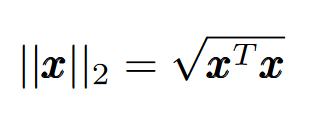 ||𝒙||₂ = √(𝒙ᵀ𝒙)